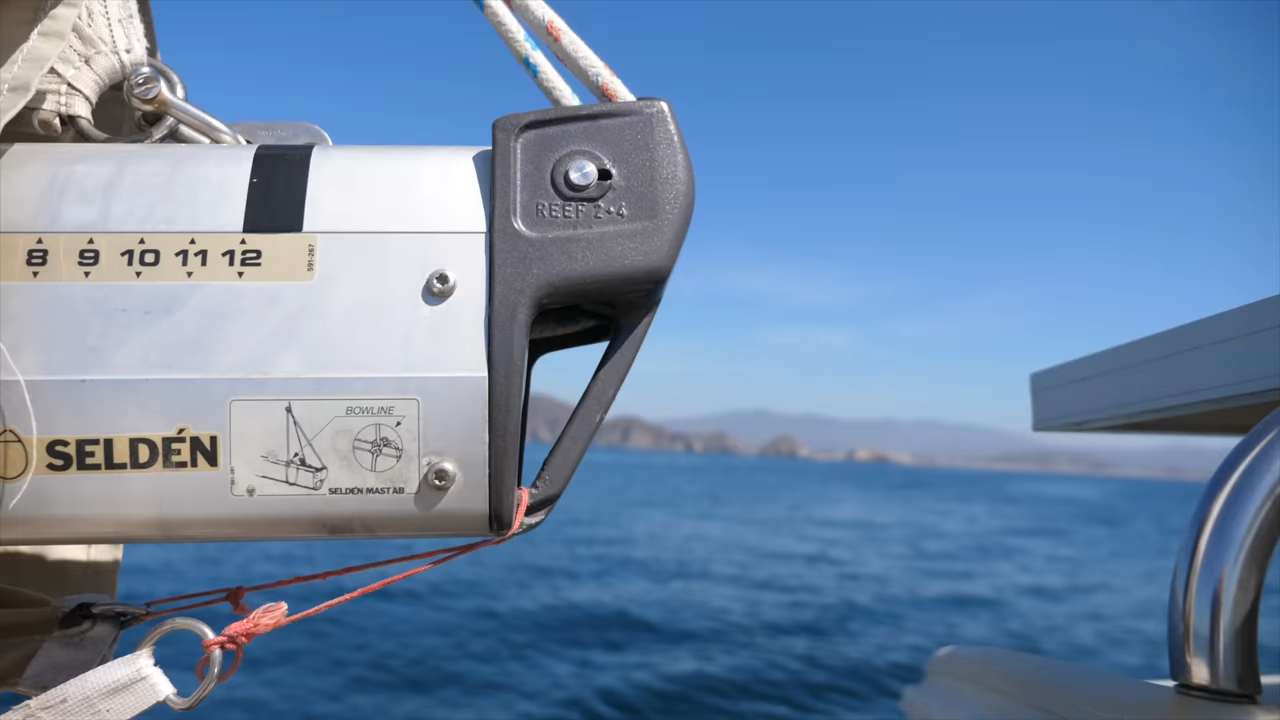 REEF 2+4
8 9 10 11 12
591-267
BOWLINE
SELDÉN
SELDÉN MAST AB